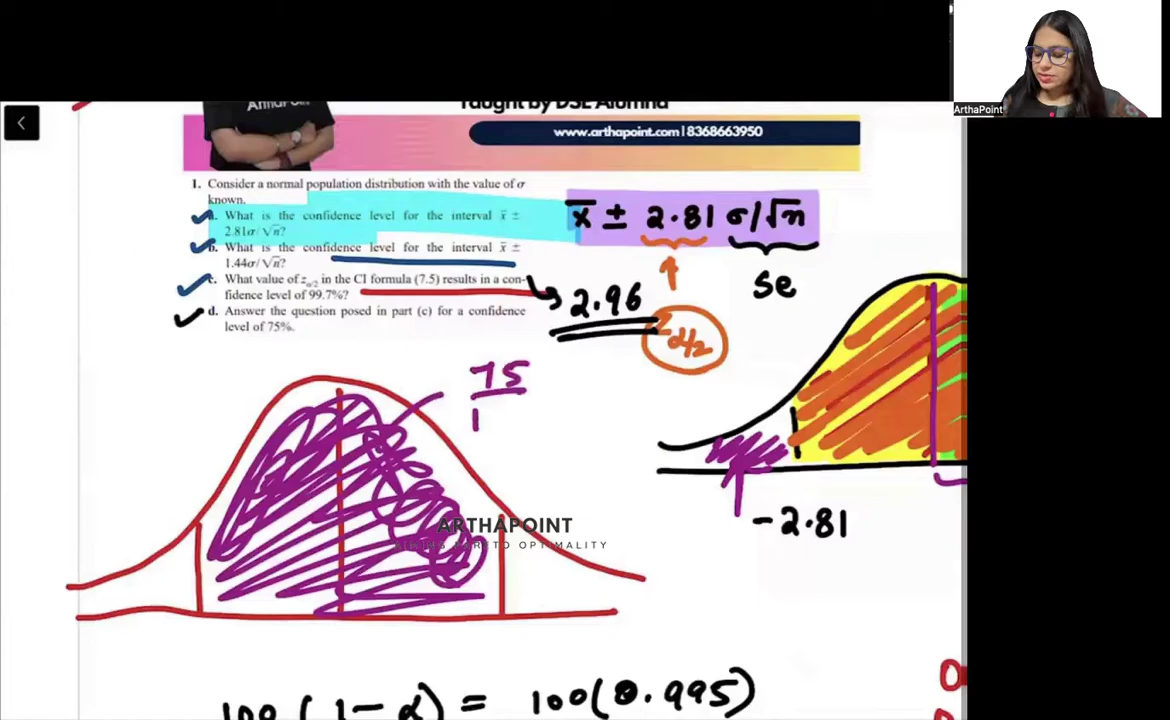 ArthaPoint
Taught by DSE Alumna
www.arthapoint.com | 8368663950
1. Consider a normal population distribution with the value of σ
known.
a. What is the confidence level for the interval x̄ ±
2.81σ/√n?
b. What is the confidence level for the interval x̄ ±
1.44σ/√n?
c. What value of zα/2 in the CI formula (7.5) results in a con-
fidence level of 99.7%?
d. Answer the question posed in part (c) for a confidence
level of 75%.
x̄ ± 2.81 σ/√n
se
2.96
Zα/2
75
-2.81
ARTHAPOINT
100(1-α) = 100(0.995)